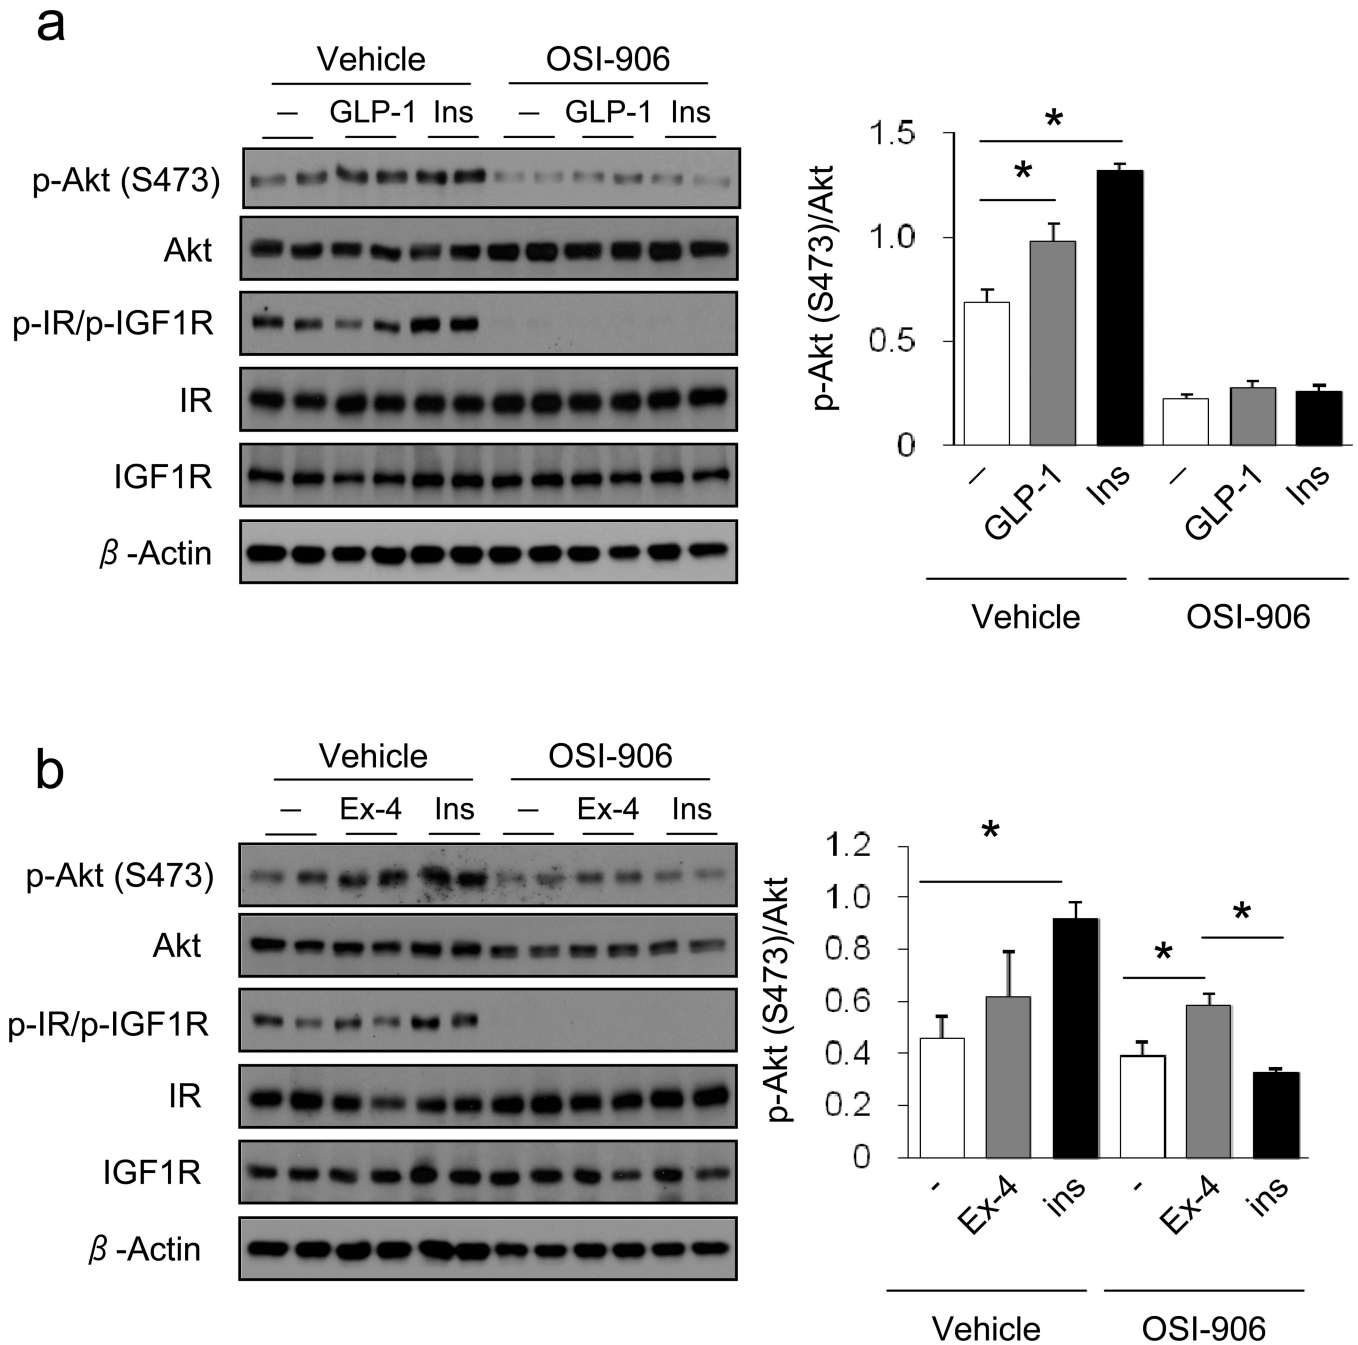 a
Vehicle OSI-906
– GLP-1 Ins – GLP-1 Ins
p-Akt (S473)
Akt
p-IR/p-IGF1R
IR
IGF1R
β-Actin
p-Akt (S473)/Akt
1.5
1.0
0.5
0
* *
– GLP-1 Ins – GLP-1 Ins
Vehicle OSI-906
b
Vehicle OSI-906
– Ex-4 Ins – Ex-4 Ins
p-Akt (S473)
Akt
p-IR/p-IGF1R
IR
IGF1R
β-Actin
p-Akt (S473)/Akt
1.2
1.0
0.8
0.6
0.4
0.2
0
* * *
- Ex-4 ins - Ex-4 ins
Vehicle OSI-906